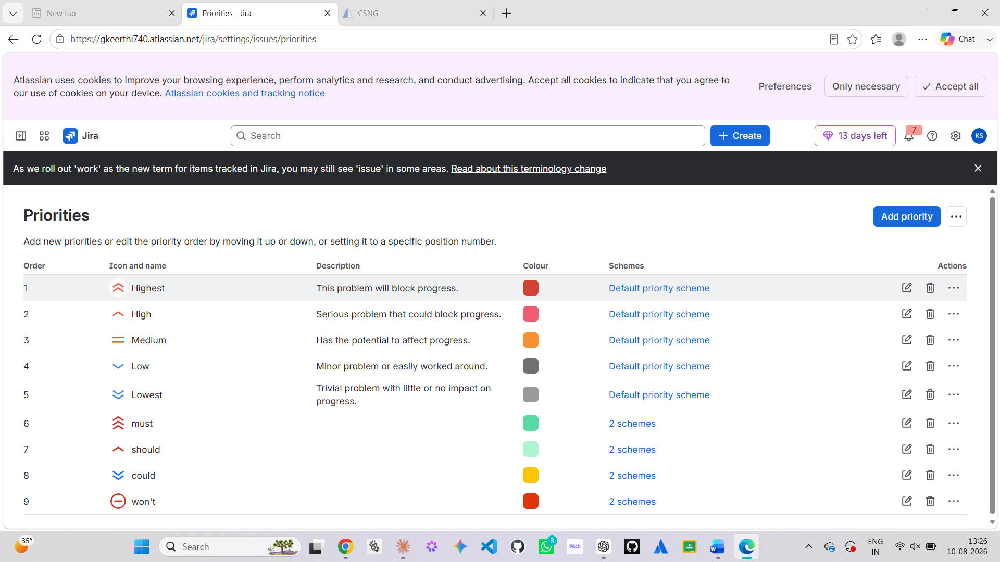 New tab
Priorities - Jira
CSNG
https://gkeerthi740.atlassian.net/jira/settings/issues/priorities
Chat
Atlassian uses cookies to improve your browsing experience, perform analytics and research, and conduct advertising. Accept all cookies to indicate that you agree to
our use of cookies on your device. Atlassian cookies and tracking notice
Preferences
Only necessary
Accept all
Jira
Search
Create
13 days left
7
KS
As we roll out 'work' as the new term for items tracked in Jira, you may still see 'issue' in some areas. Read about this terminology change
Priorities
Add priority
Add new priorities or edit the priority order by moving it up or down, or setting it to a specific position number.
Order Icon and name Description Colour Schemes Actions
1 Highest This problem will block progress. Default priority scheme
2 High Serious problem that could block progress. Default priority scheme
3 Medium Has the potential to affect progress. Default priority scheme
4 Low Minor problem or easily worked around. Default priority scheme
5 Lowest Trivial problem with little or no impact on
progress. Default priority scheme
6 must 2 schemes
7 should 2 schemes
8 could 2 schemes
9 won't 2 schemes
35°
Search
3
Pitch
ENG
IN
13:26
10-08-2026